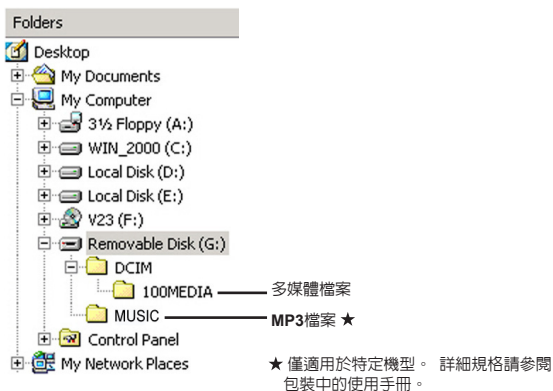 Folders
Desktop
My Documents
My Computer
3½ Floppy (A:)
WIN_2000 (C:)
Local Disk (D:)
Local Disk (E:)
V23 (F:)
Removable Disk (G:)
DCIM
100MEDIA 多媒體檔案
MUSIC MP3檔案 ★
Control Panel
My Network Places
★ 僅適用於特定機型。 詳細規格請參閱
包裝中的使用手冊。